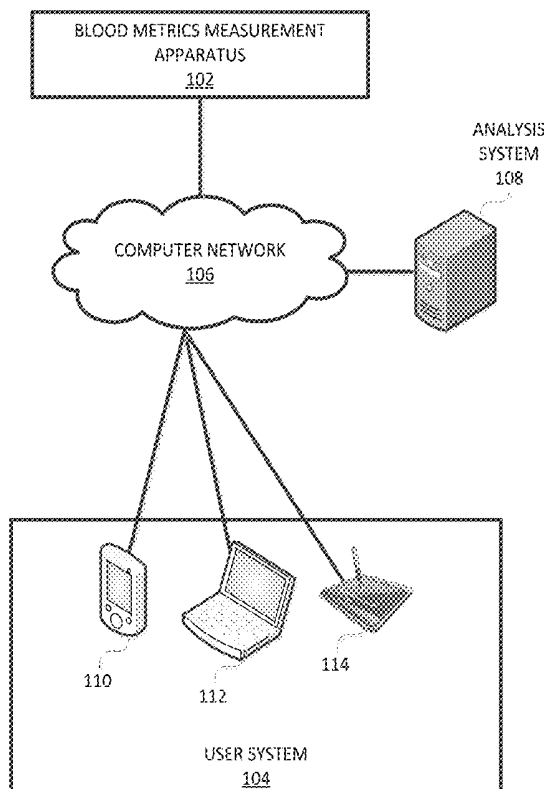 BLOOD METRICS MEASUREMENT
APPARATUS
102
ANALYSIS
SYSTEM
108
COMPUTER NETWORK
106
110
112
114
USER SYSTEM
104